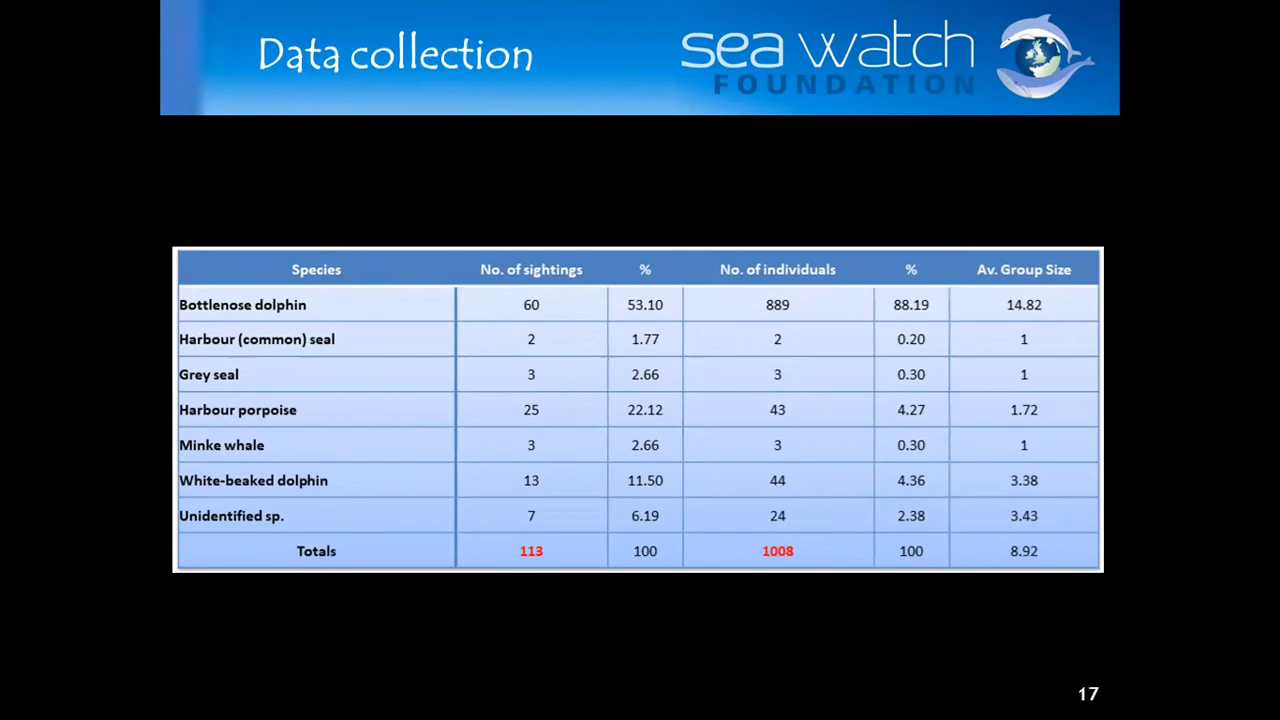 Data collection
sea watch
FOUNDATION
Species No. of sightings % No. of individuals % Av. Group Size
Bottlenose dolphin 60 53.10 889 88.19 14.82
Harbour (common) seal 2 1.77 2 0.20 1
Grey seal 3 2.66 3 0.30 1
Harbour porpoise 25 22.12 43 4.27 1.72
Minke whale 3 2.66 3 0.30 1
White-beaked dolphin 13 11.50 44 4.36 3.38
Unidentified sp. 7 6.19 24 2.38 3.43
Totals 113 100 1008 100 8.92
17